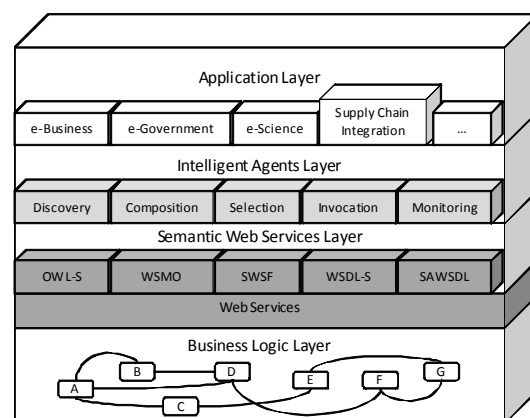 Application Layer
e-Business e-Government e-Science Supply Chain Integration ...
Intelligent Agents Layer
Discovery Composition Selection Invocation Monitoring
Semantic Web Services Layer
OWL-S WSMO SWSF WSDL-S SAWSDL
Web Services
Business Logic Layer
B D G
A E F
C